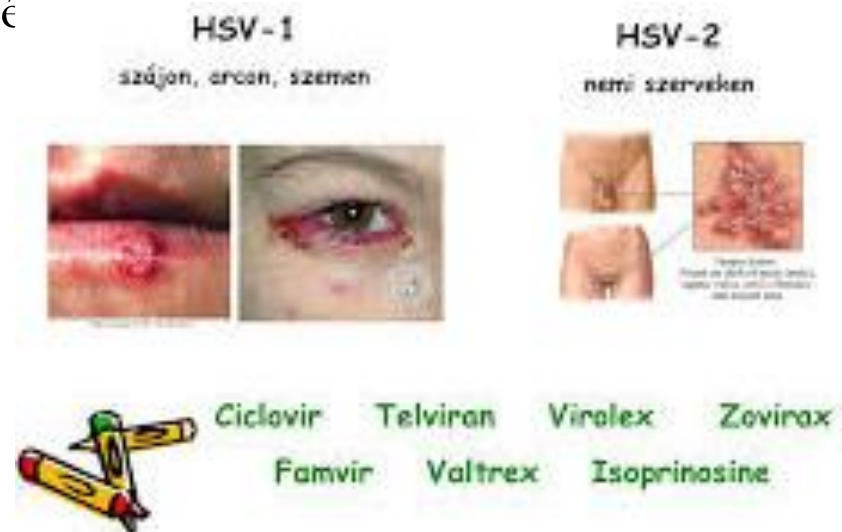 HSV-1
szájon, arcon, szemen
HSV-2
nemi szerveken
Ciclovir Telviran Virolex Zovirax
Famvir Valtrex Isoprinosine